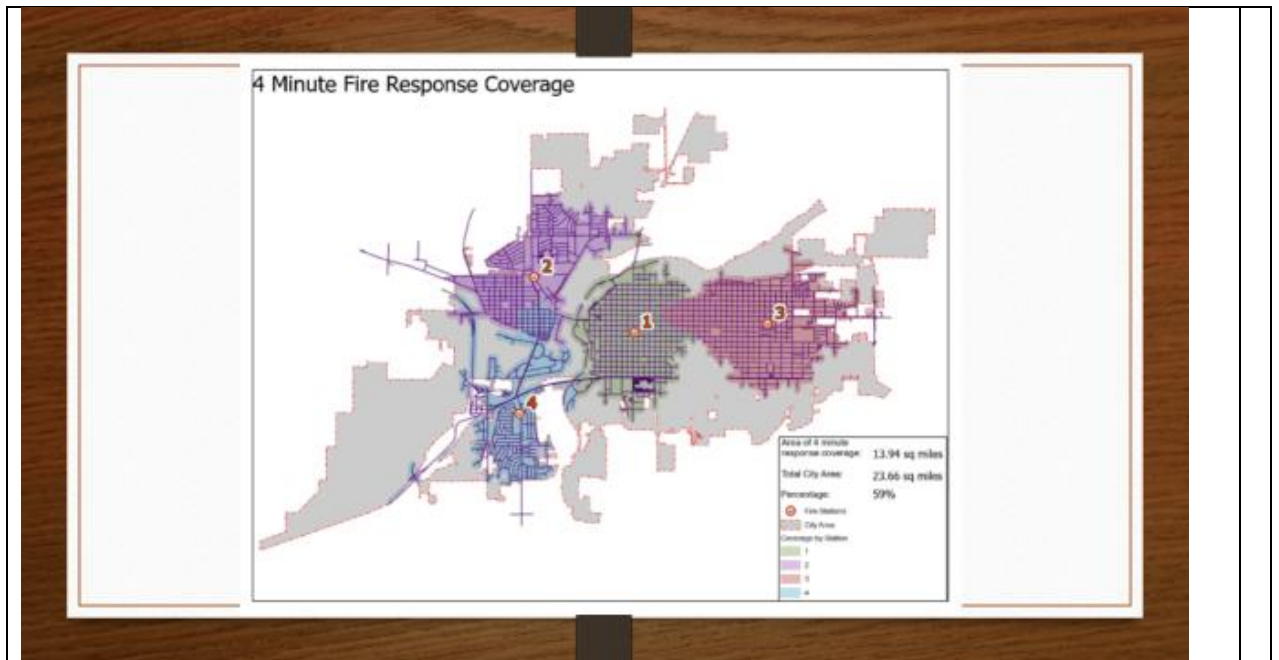 4 Minute Fire Response Coverage
2
1
3
4
Area of 4 minute
response coverage: 13.94 sq miles
Total City Area: 23.66 sq miles
Percentage: 59%
Fire Stations
City Area
Coverage by Station
1
2
3
4